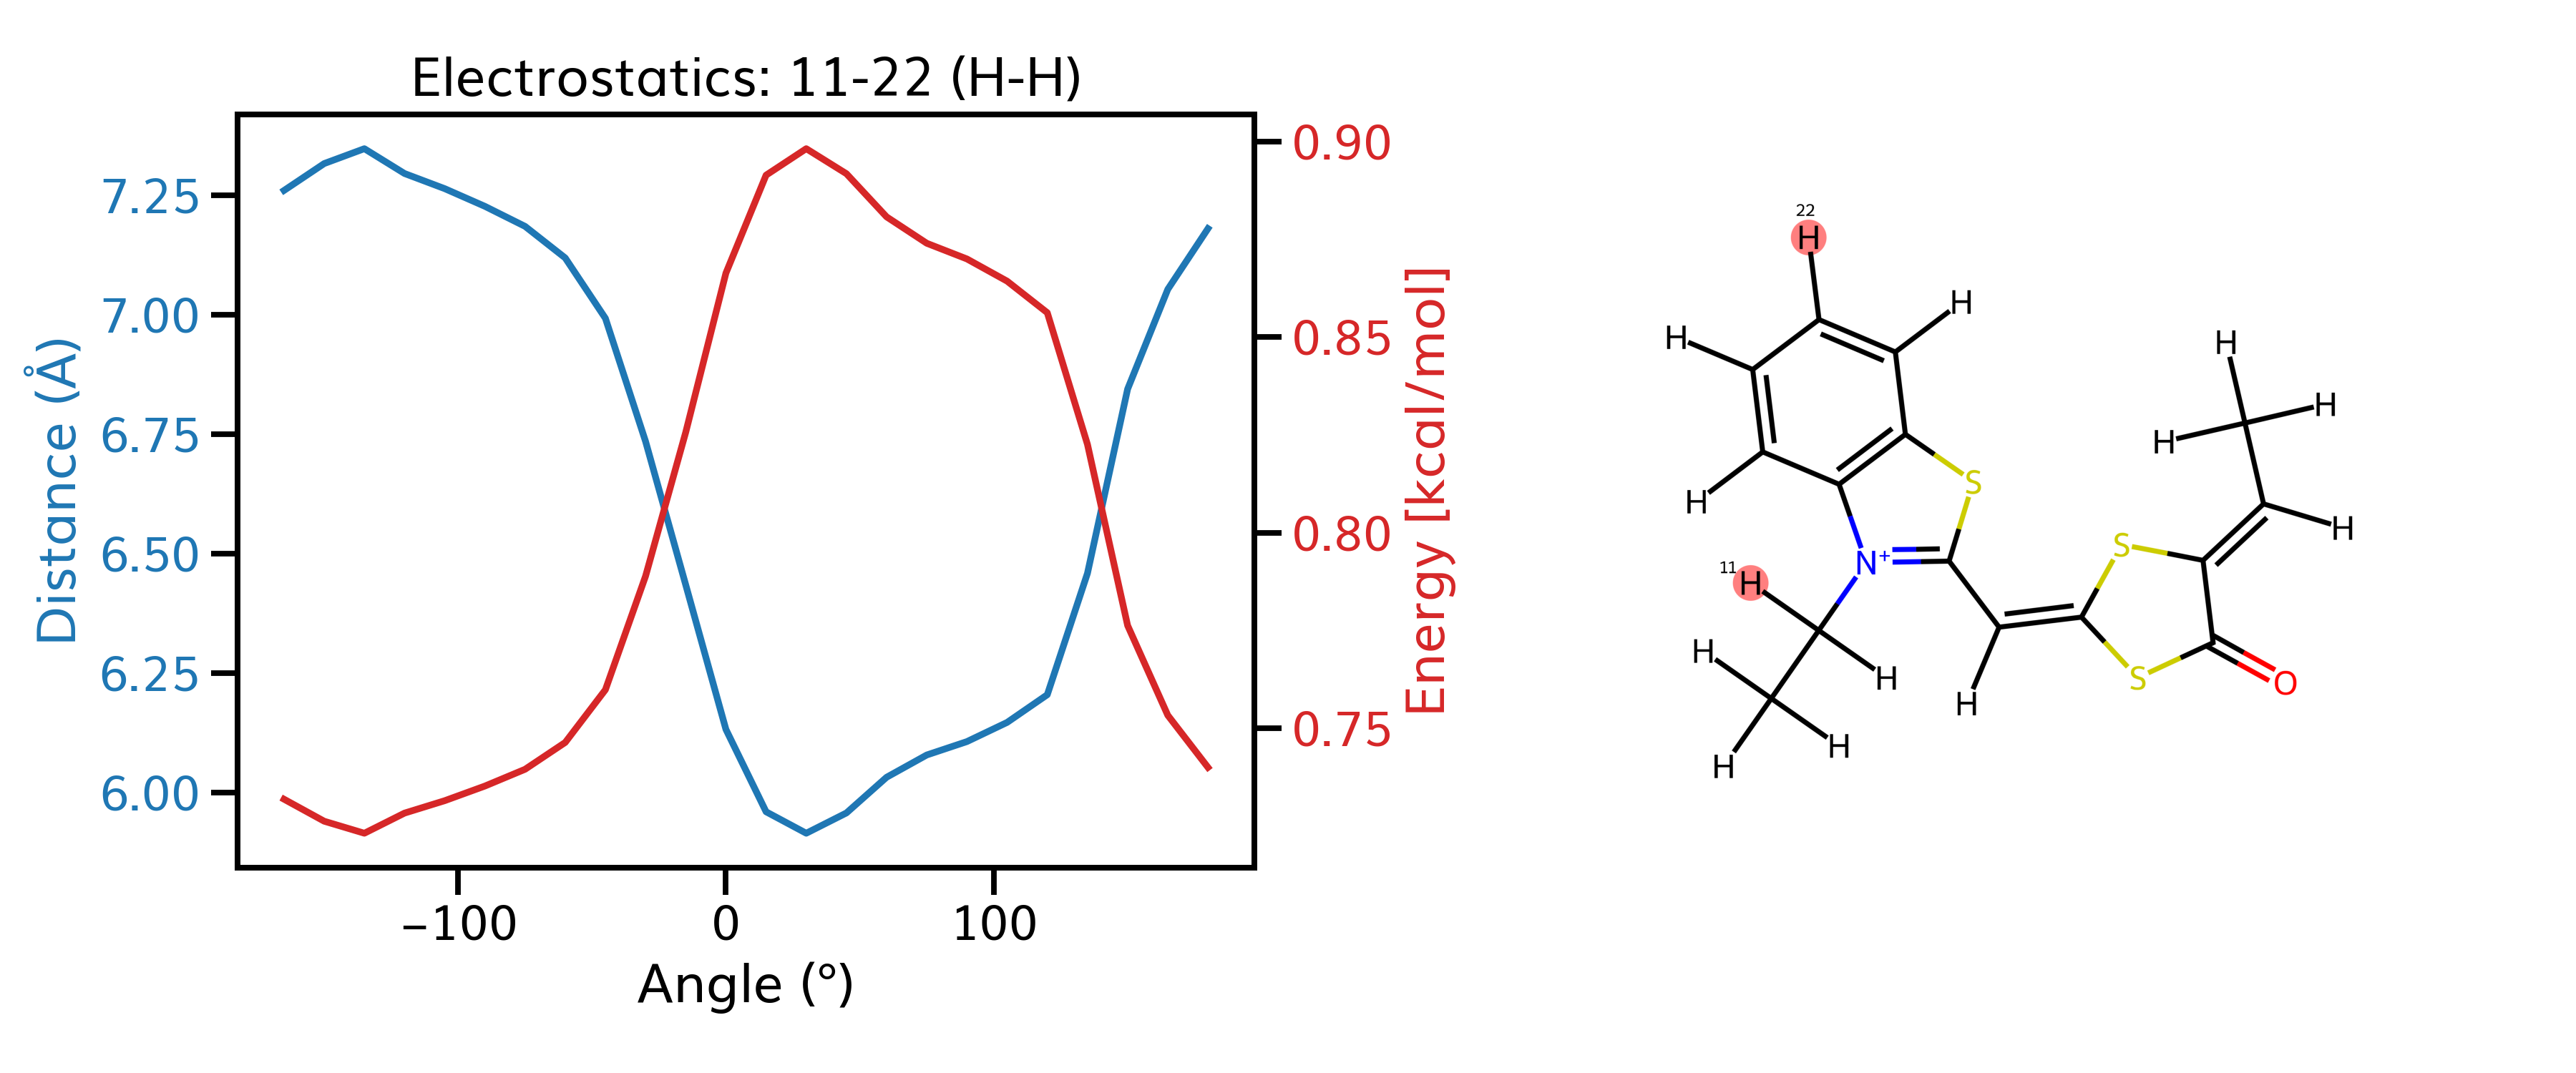 Electrostatics: 11-22 (H-H)
7.25
7.00
6.75
6.50
6.25
6.00
Distance (Å)
0.90
0.85
0.80
0.75
Energy [kcal/mol]
−100 0 100
Angle (°)
22
H
H
H
H
H
H
H
S
H
H
S
N⁺
11
H
H
H
S
O
H
H
H